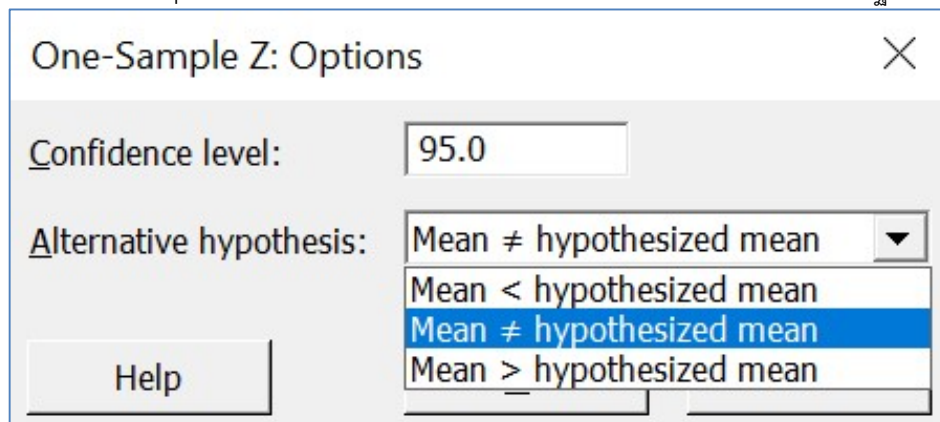 One-Sample Z: Options
Confidence level: 95.0
Alternative hypothesis: Mean ≠ hypothesized mean
Mean < hypothesized mean
Mean ≠ hypothesized mean
Mean > hypothesized mean
Help